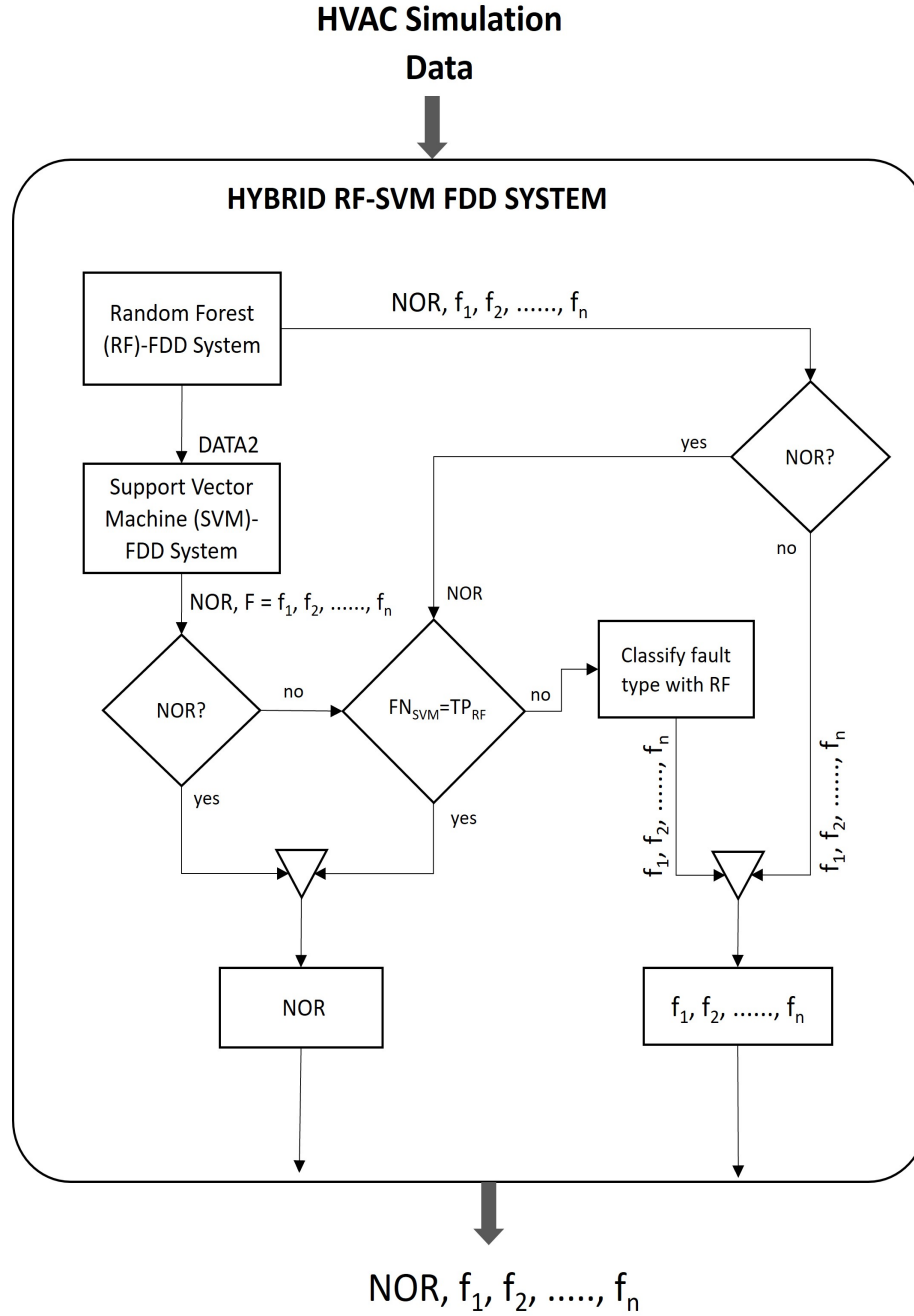 HVAC Simulation
Data
HYBRID RF-SVM FDD SYSTEM
Random Forest
(RF)-FDD System
NOR, f₁, f₂, ......, fₙ
DATA2
Support Vector
Machine (SVM)-
FDD System
yes
NOR?
no
NOR, F = f₁, f₂, ......, fₙ
NOR
NOR?
no
FN_SVM=TP_RF
no
Classify fault
type with RF
yes
yes
f₁, f₂, ......, fₙ
f₁, f₂, ......, fₙ
NOR
f₁, f₂, ......, fₙ
NOR, f₁, f₂, ....., fₙ